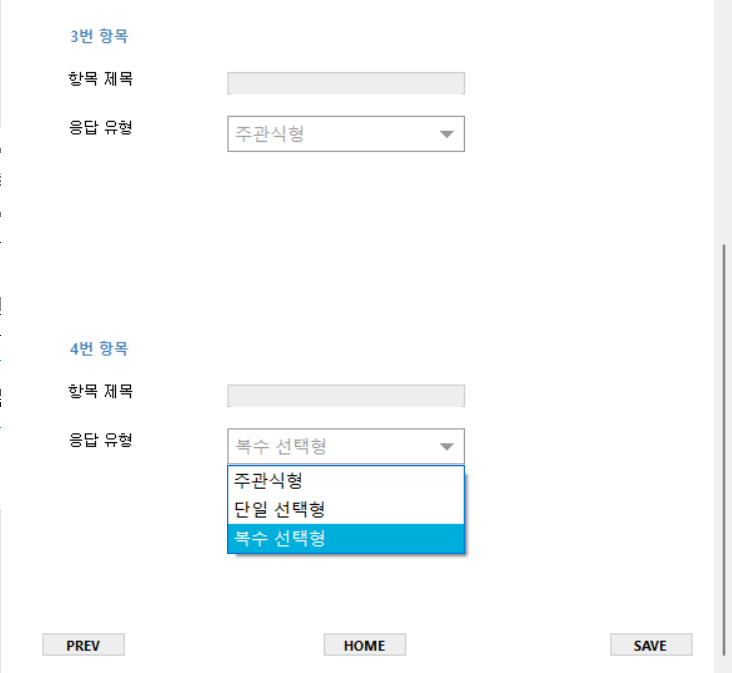 3번 항목
항목 제목
응답 유형
주관식형
4번 항목
항목 제목
응답 유형
복수 선택형
주관식형
단일 선택형
복수 선택형
PREV HOME SAVE